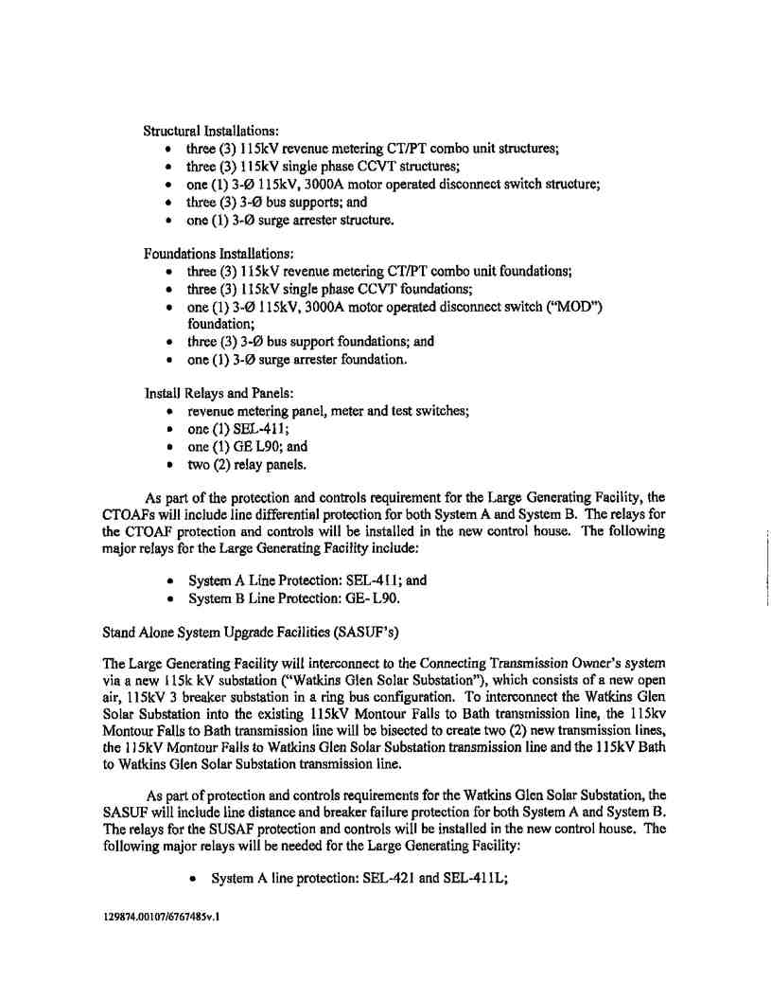 Structural Installations:
• three (3) 115kV revenue metering CT/PT combo unit structures;
• three (3) 115kV single phase CCVT structures;
• one (1) 3-Ø 115kV, 3000A motor operated disconnect switch structure;
• three (3) 3-Ø bus supports; and
• one (1) 3-Ø surge arrester structure.
Foundations Installations:
• three (3) 115kV revenue metering CT/PT combo unit foundations;
• three (3) 115kV single phase CCVT foundations;
• one (1) 3-Ø 115kV, 3000A motor operated disconnect switch (“MOD”)
foundation;
• three (3) 3-Ø bus support foundations; and
• one (1) 3-Ø surge arrester foundation.
Install Relays and Panels:
• revenue metering panel, meter and test switches;
• one (1) SEL-411;
• one (1) GE L90; and
• two (2) relay panels.
As part of the protection and controls requirement for the Large Generating Facility, the
CTOAFs will include line differential protection for both System A and System B. The relays for
the CTOAF protection and controls will be installed in the new control house. The following
major relays for the Large Generating Facility include:
• System A Line Protection: SEL-411; and
• System B Line Protection: GE- L90.
Stand Alone System Upgrade Facilities (SASUF’s)
The Large Generating Facility will interconnect to the Connecting Transmission Owner’s system
via a new 115k kV substation (“Watkins Glen Solar Substation”), which consists of a new open
air, 115kV 3 breaker substation in a ring bus configuration. To interconnect the Watkins Glen
Solar Substation into the existing 115kV Montour Falls to Bath transmission line, the 115kv
Montour Falls to Bath transmission line will be bisected to create two (2) new transmission lines,
the 115kV Montour Falls to Watkins Glen Solar Substation transmission line and the 115kV Bath
to Watkins Glen Solar Substation transmission line.
As part of protection and controls requirements for the Watkins Glen Solar Substation, the
SASUF will include line distance and breaker failure protection for both System A and System B.
The relays for the SUSAF protection and controls will be installed in the new control house. The
following major relays will be needed for the Large Generating Facility:
• System A line protection: SEL-421 and SEL-411L;
129874.00107/6767485v.1